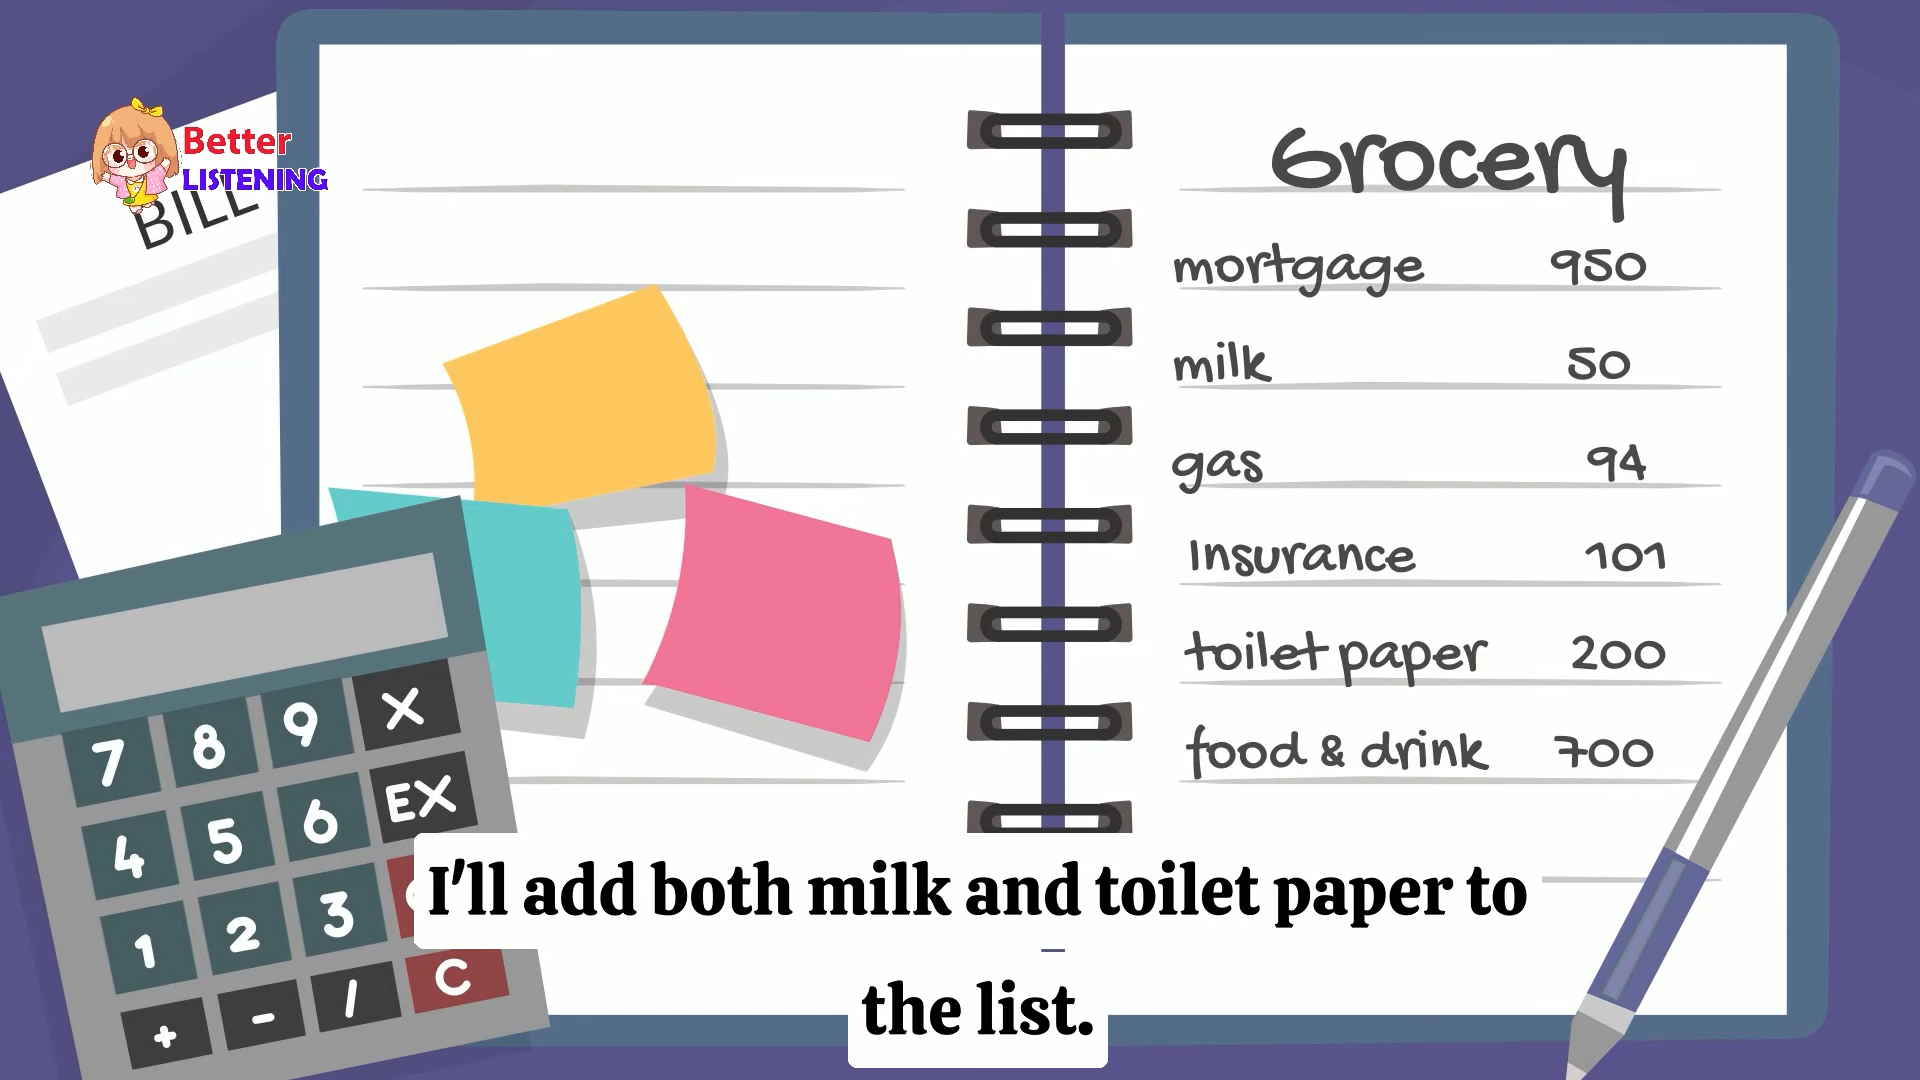 Better
LISTENING
BILL
Grocery
mortgage 950
milk 50
gas 94
Insurance 101
toilet paper 200
food & drink 700
7 8 9 X
4 5 6 EX
1 2 3
+ - / C
I'll add both milk and toilet paper to
the list.